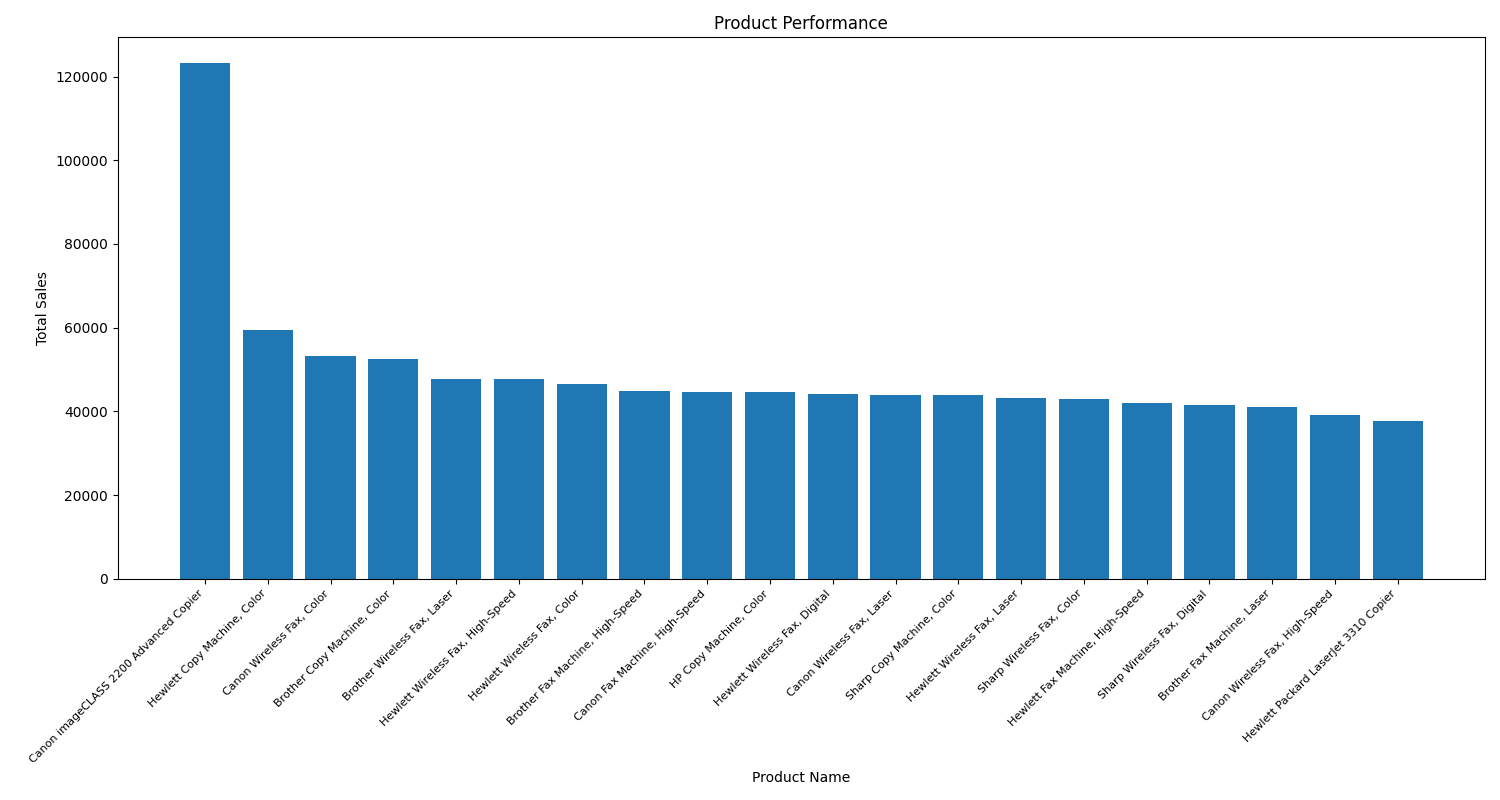 Product Performance
Total Sales
120000
100000
80000
60000
40000
20000
0
Canon imageCLASS 2200 Advanced Copier
Hewlett Copy Machine, Color
Canon Wireless Fax, Color
Brother Copy Machine, Color
Brother Wireless Fax, Laser
Hewlett Wireless Fax, High-Speed
Hewlett Wireless Fax, Color
Brother Fax Machine, High-Speed
Canon Fax Machine, High-Speed
HP Copy Machine, Color
Hewlett Wireless Fax, Digital
Canon Wireless Fax, Laser
Sharp Copy Machine, Color
Hewlett Wireless Fax, Laser
Sharp Wireless Fax, Color
Hewlett Fax Machine, High-Speed
Sharp Wireless Fax, Digital
Brother Fax Machine, Laser
Canon Wireless Fax, High-Speed
Hewlett Packard LaserJet 3310 Copier
Product Name